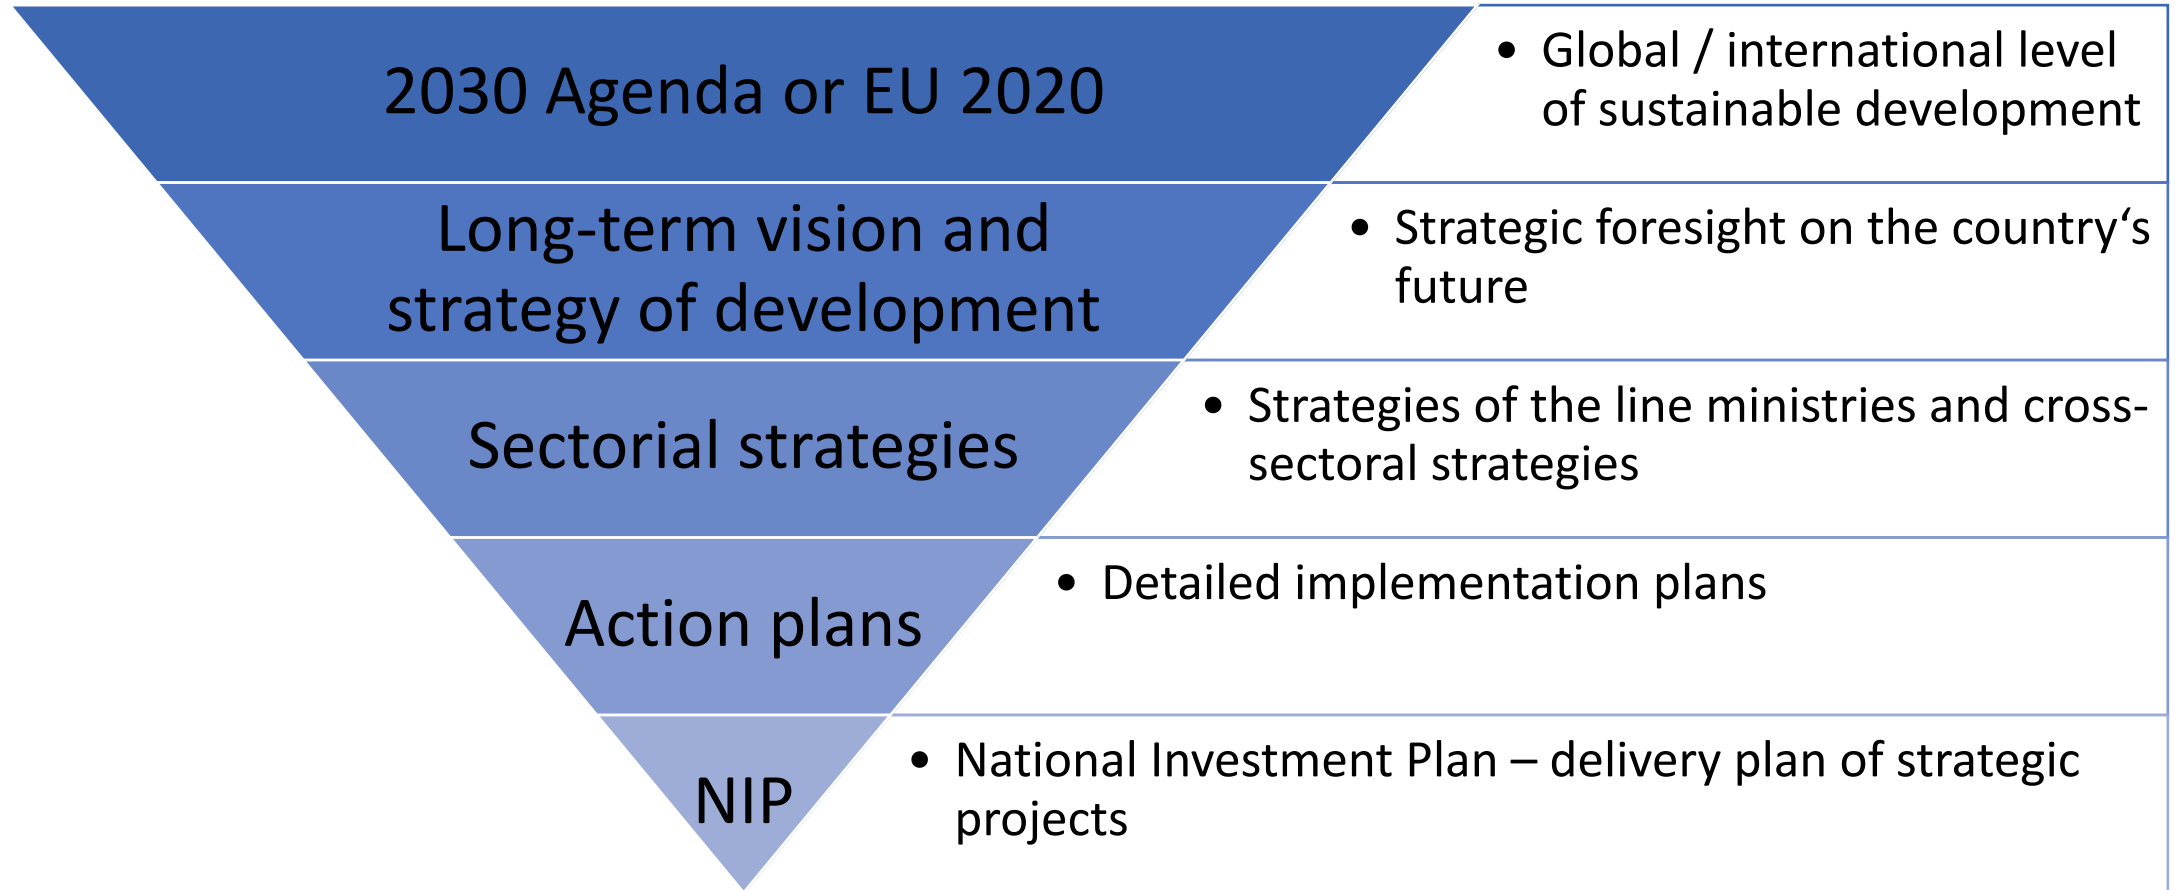 2030 Agenda or EU 2020
• Global / international level
of sustainable development
Long-term vision and
strategy of development
• Strategic foresight on the country‘s
future
Sectorial strategies
• Strategies of the line ministries and cross-
sectoral strategies
Action plans
• Detailed implementation plans
NIP
• National Investment Plan – delivery plan of strategic
projects